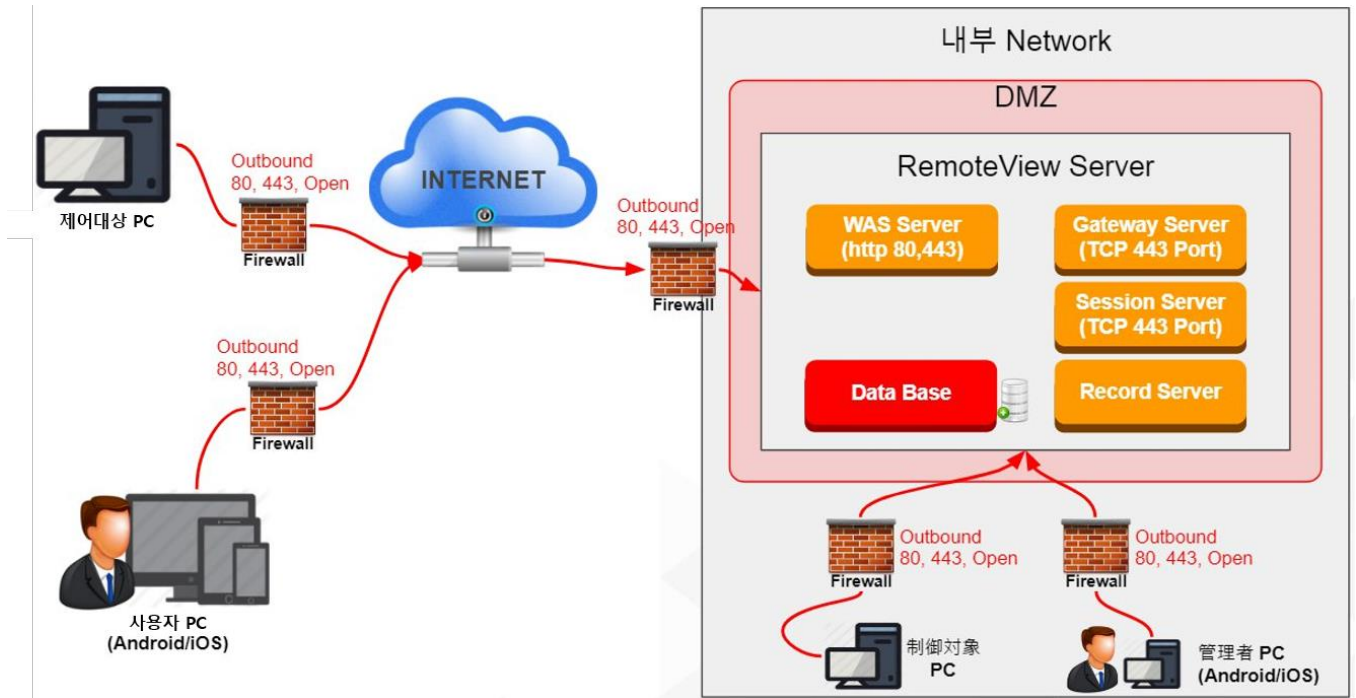 제어대상 PC
Outbound
80, 443, Open
Firewall
INTERNET
Outbound
80, 443, Open
Firewall
Outbound
80, 443, Open
Firewall
사용자 PC
(Android/iOS)
내부 Network
DMZ
RemoteView Server
WAS Server
(http 80,443)
Gateway Server
(TCP 443 Port)
Session Server
(TCP 443 Port)
Data Base
Record Server
Outbound
80, 443, Open
Firewall
Outbound
80, 443, Open
Firewall
制御対象
PC
管理者 PC
(Android/iOS)